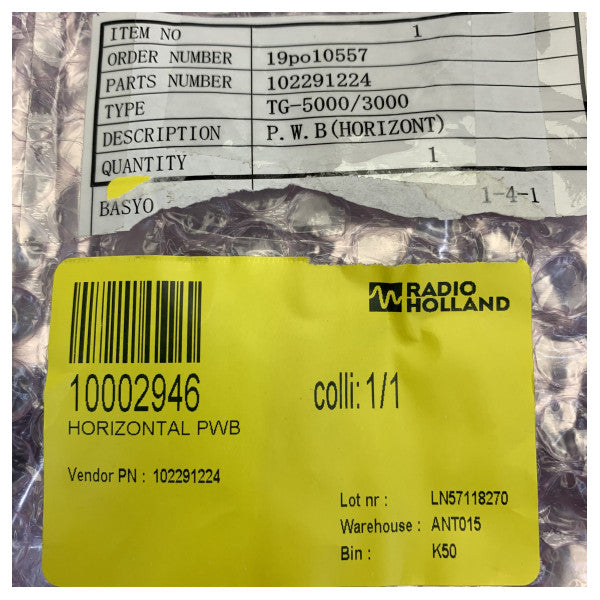 ITEM NO 1
ORDER NUMBER 19po10557
PARTS NUMBER 102291224
TYPE TG-5000/3000
DESCRIPTION P.W.B(HORIZONT)
QUANTITY 1
BASYO 1-4-1
RADIO
HOLLAND
10002946 colli: 1/1
HORIZONTAL PWB
Vendor PN : 102291224
Lot nr : LN57118270
Warehouse : ANT015
Bin : K50